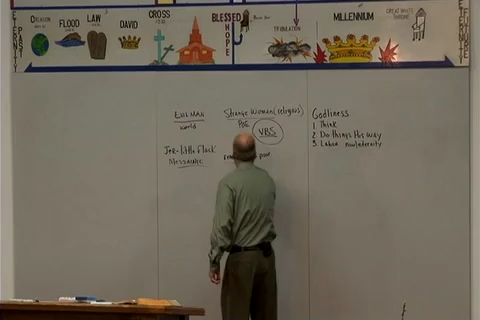 ETERNITY PAST
CREATION
FLOOD
LAW
DAVID
CROSS
BLESSED HOPE
TRIBULATION
MILLENNIUM
GREAT WHITE THRONE
ETERNITY FUTURE
Evil man
world
Strange Woman (religious)
VBS
Jer-little flock
Messianic
poor
Godliness
1. Think
2. Do things His way
3. Labor